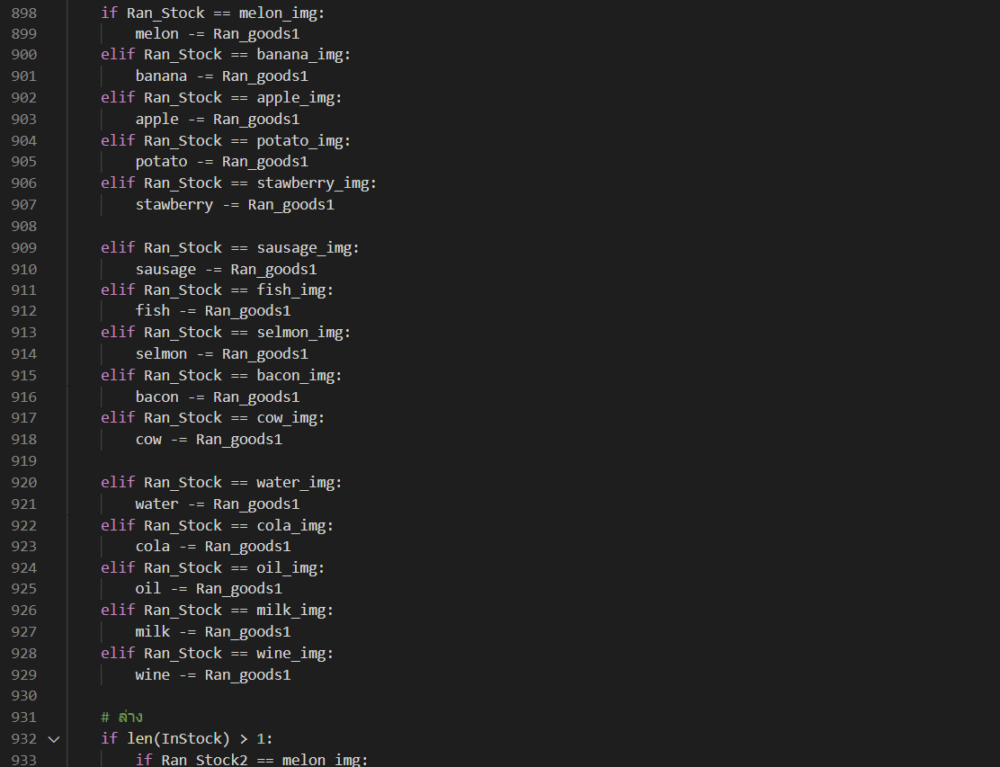 898 if Ran_Stock == melon_img:
899 melon -= Ran_goods1
900 elif Ran_Stock == banana_img:
901 banana -= Ran_goods1
902 elif Ran_Stock == apple_img:
903 apple -= Ran_goods1
904 elif Ran_Stock == potato_img:
905 potato -= Ran_goods1
906 elif Ran_Stock == stawberry_img:
907 stawberry -= Ran_goods1
908
909 elif Ran_Stock == sausage_img:
910 sausage -= Ran_goods1
911 elif Ran_Stock == fish_img:
912 fish -= Ran_goods1
913 elif Ran_Stock == selmon_img:
914 selmon -= Ran_goods1
915 elif Ran_Stock == bacon_img:
916 bacon -= Ran_goods1
917 elif Ran_Stock == cow_img:
918 cow -= Ran_goods1
919
920 elif Ran_Stock == water_img:
921 water -= Ran_goods1
922 elif Ran_Stock == cola_img:
923 cola -= Ran_goods1
924 elif Ran_Stock == oil_img:
925 oil -= Ran_goods1
926 elif Ran_Stock == milk_img:
927 milk -= Ran_goods1
928 elif Ran_Stock == wine_img:
929 wine -= Ran_goods1
930
931 # ล่าง
932 if len(InStock) > 1:
933 if Ran_Stock2 == melon_img: